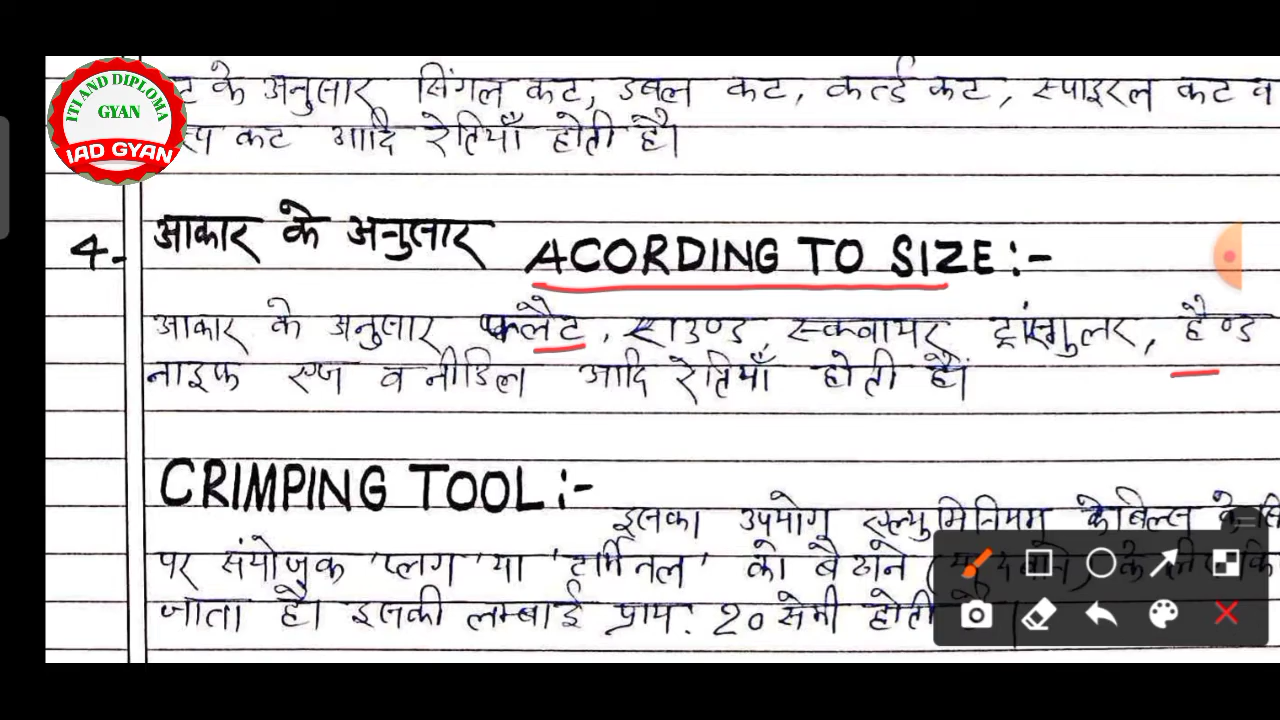 ITI AND DIPLOMA
GYAN
IAD GYAN
के अनुसार सिंगल कट, डबल कट, कर्व्ड कट, स्पाइरल कट व
कट आदि रेतियाँ होती है।
4. आकार के अनुसार ACORDING TO SIZE:-
आकार के अनुसार फ्लैट, राउण्ड, स्क्वायर ट्रांस्गुलर, हैण्ड
नाइफ एज व नीडिल आदि रेतियाँ होती हैं।
CRIMPING TOOL:-
इसका उपयोग एल्युमिनियम केबिल्स के
पर संयोजक 'प्लग' या 'टर्मिनल' को बैठाने
जाता है। इसकी लम्बाई प्राय: 20 सेमी होती